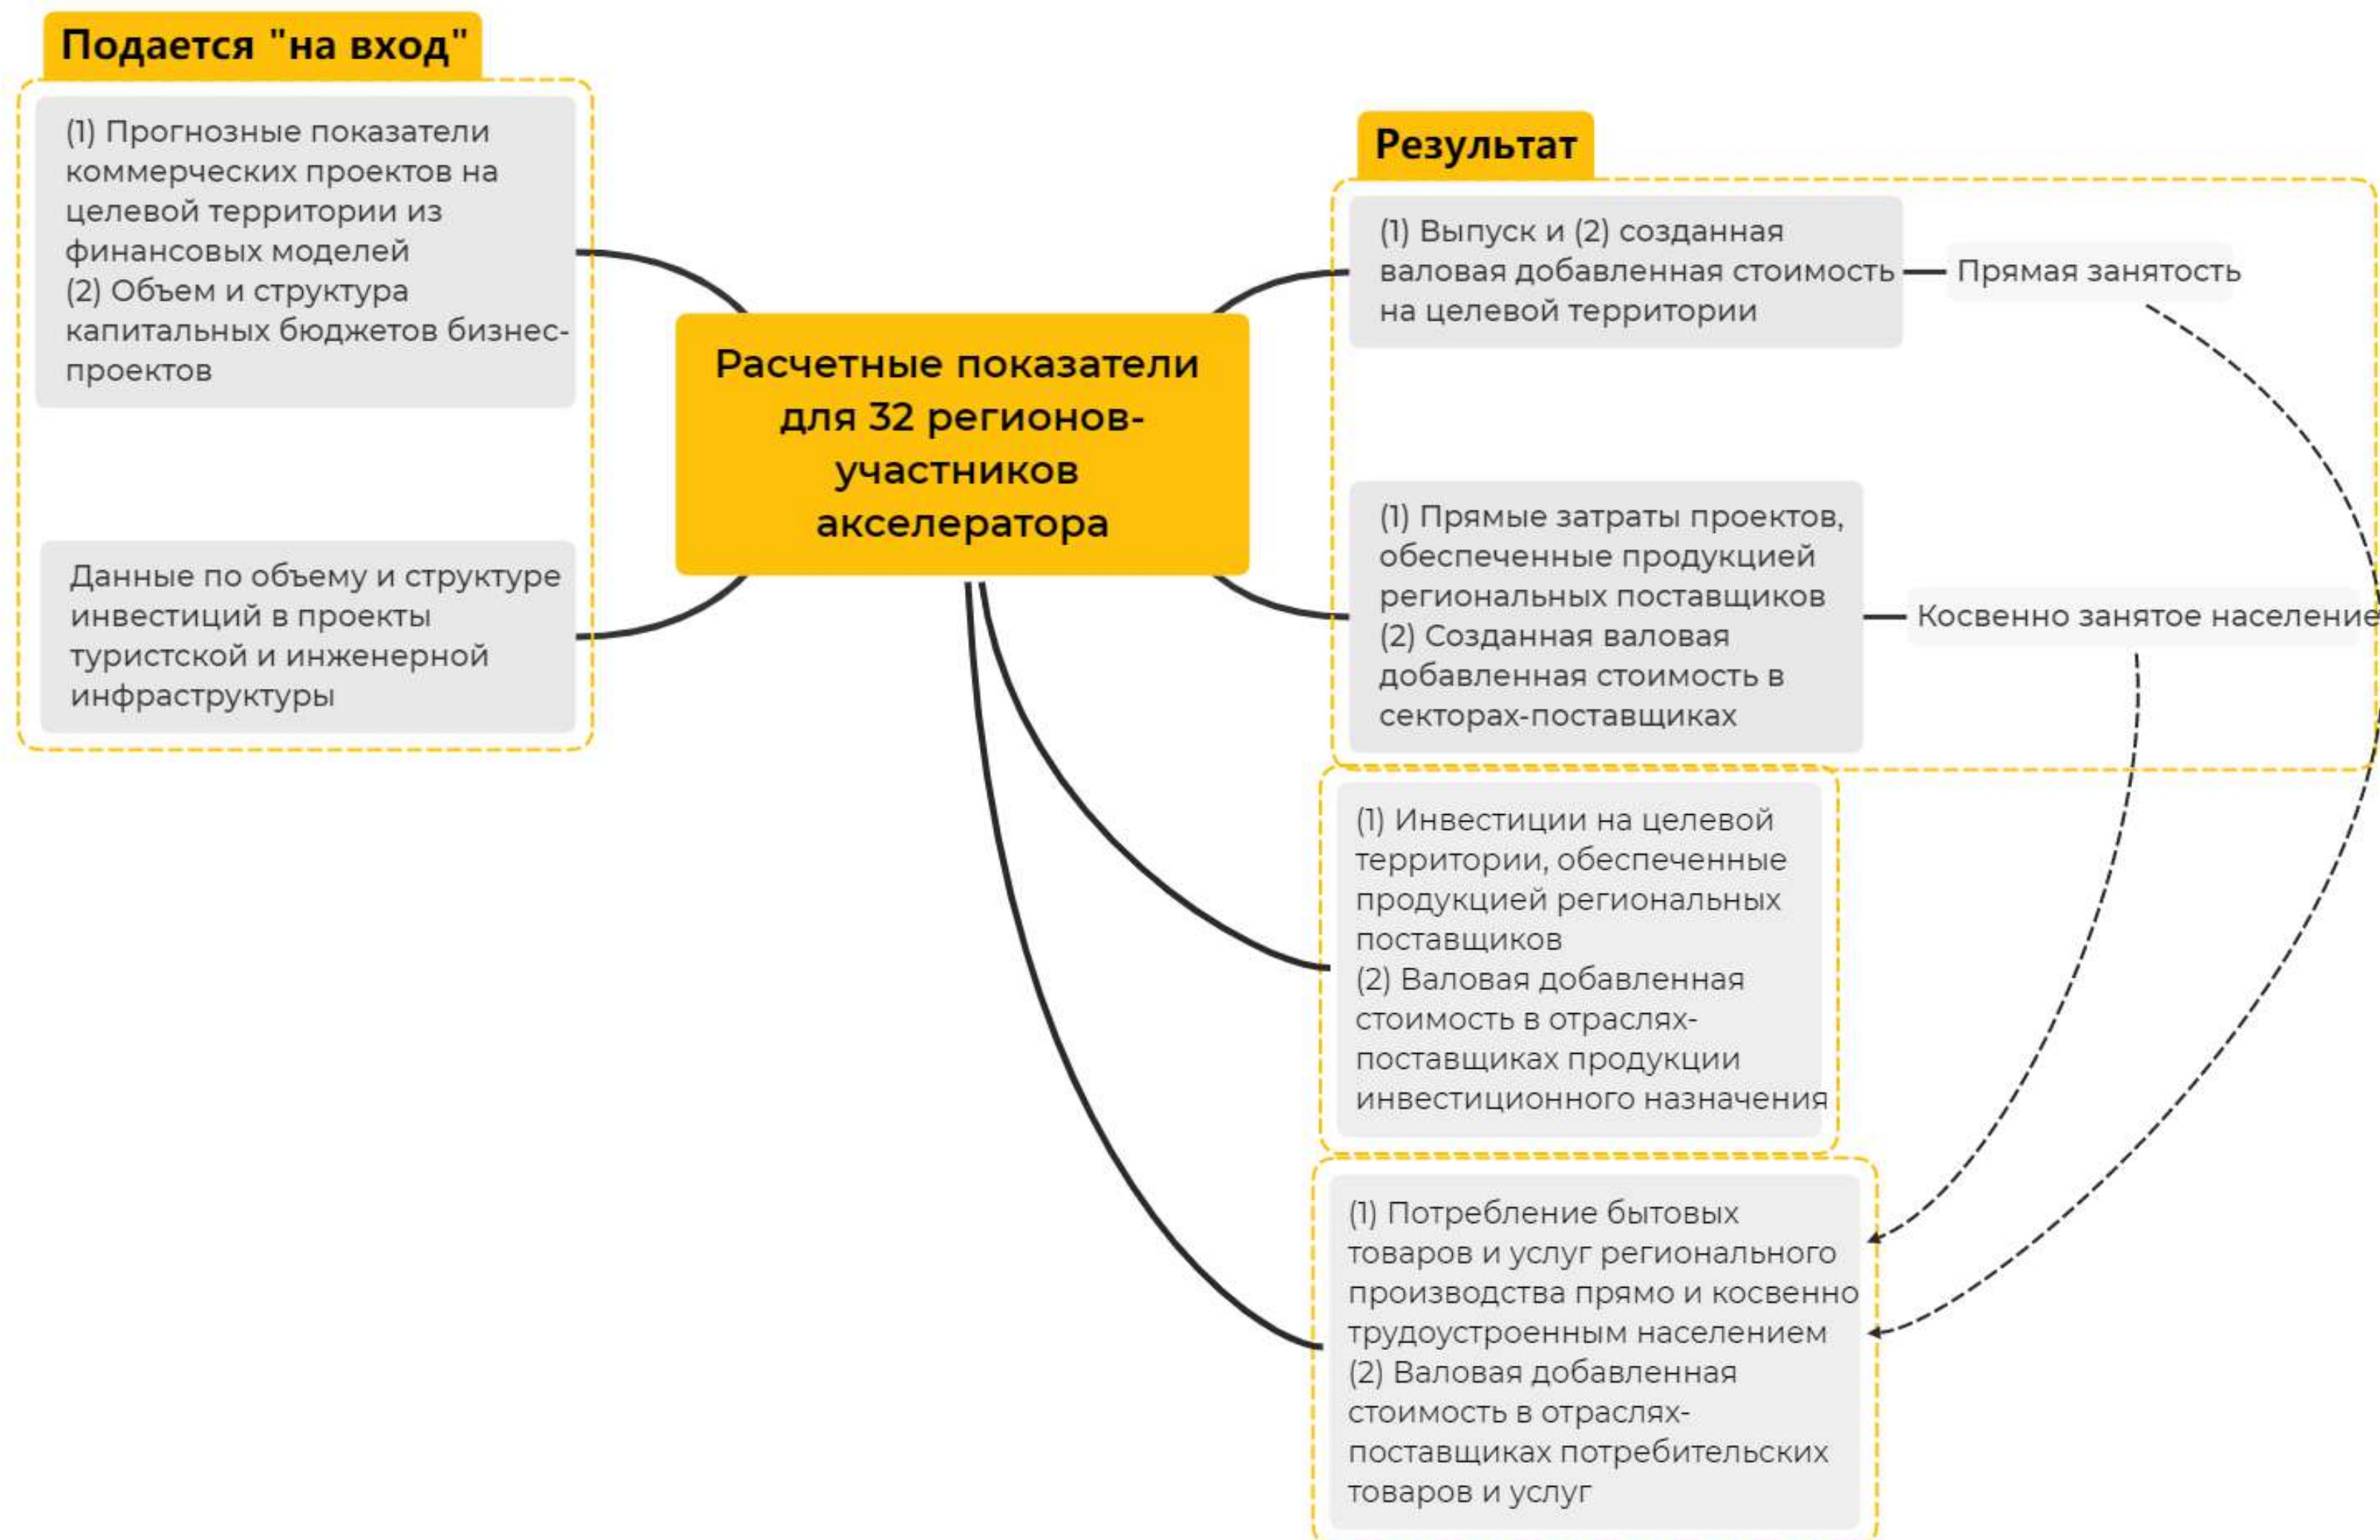 Подается "на вход"
(1) Прогнозные показатели
коммерческих проектов на
целевой территории из
финансовых моделей
(2) Объем и структура
капитальных бюджетов бизнес-
проектов
Данные по объему и структуре
инвестиций в проекты
туристской и инженерной
инфраструктуры
Расчетные показатели
для 32 регионов-
участников
акселератора
Результат
(1) Выпуск и (2) созданная
валовая добавленная стоимость
на целевой территории
Прямая занятость
(1) Прямые затраты проектов,
обеспеченные продукцией
региональных поставщиков
(2) Созданная валовая
добавленная стоимость в
секторах-поставщиках
Косвенно занятое население
(1) Инвестиции на целевой
территории, обеспеченные
продукцией региональных
поставщиков
(2) Валовая добавленная
стоимость в отраслях-
поставщиках продукции
инвестиционного назначения
(1) Потребление бытовых
товаров и услуг регионального
производства прямо и косвенно
трудоустроенным населением
(2) Валовая добавленная
стоимость в отраслях-
поставщиках потребительских
товаров и услуг